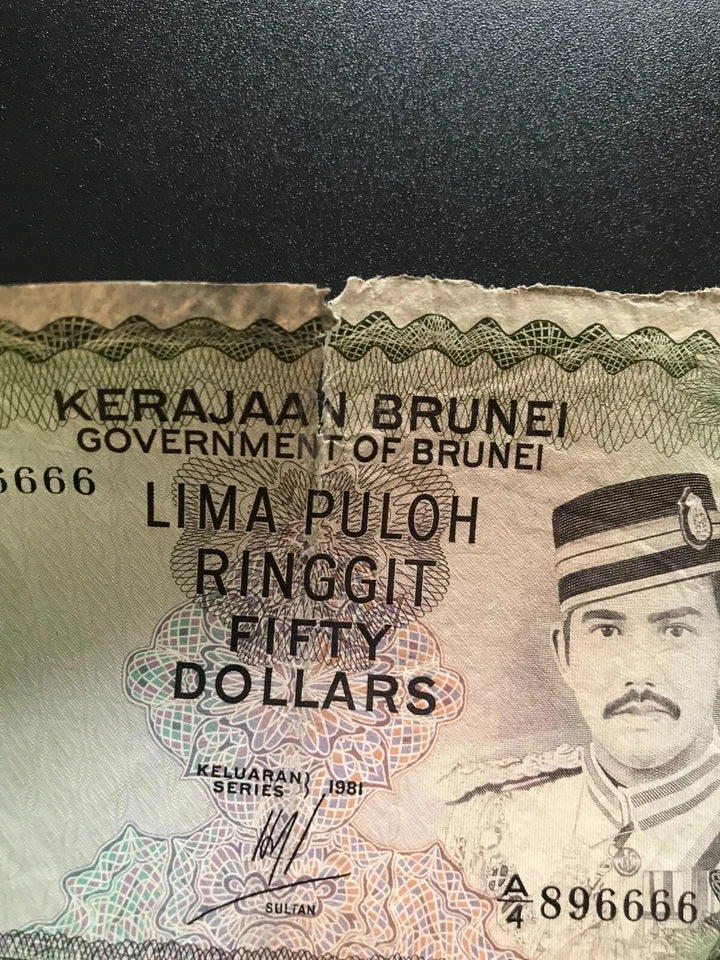 KERAJAAN BRUNEI
GOVERNMENT OF BRUNEI
6666
LIMA PULOH
RINGGIT
FIFTY
DOLLARS
KELUARAN} 1981
SERIES
SULTAN
A/4 896666